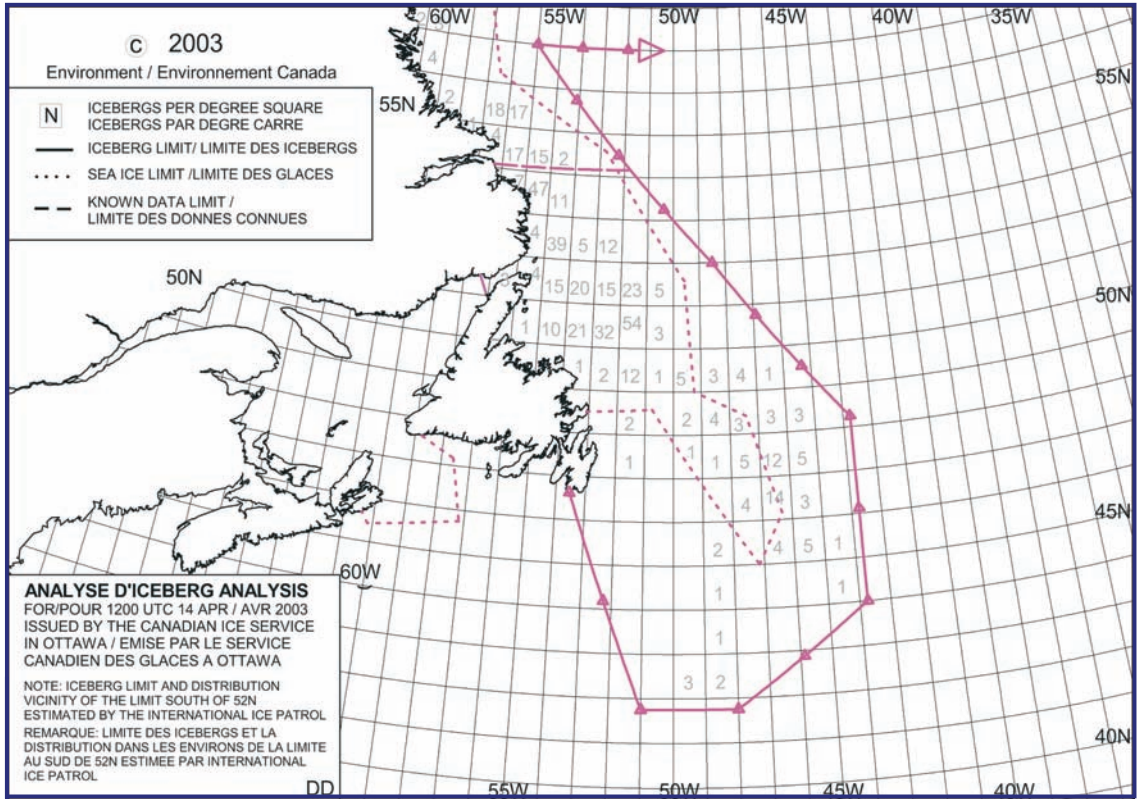 60W 55W 50W 45W 40W 35W
© 2003
Environment / Environnement Canada
N ICEBERGS PER DEGREE SQUARE
ICEBERGS PAR DEGRE CARRE
ICEBERG LIMIT/ LIMITE DES ICEBERGS
SEA ICE LIMIT /LIMITE DES GLACES
KNOWN DATA LIMIT /
LIMITE DES DONNES CONNUES
55N
55N
4
2
18 17
4
17 15 2
47
11
4 39 5 12
50N
3 4
15 20 15 23 5
50N
1 10 21 32 54 3
1 2 12 1 5 3 4 1
2 2 4 3 3 3
1 1 1 5 12 5
4 14 3
45N
2 4 5 1
60W
1 1
1
3 2
40N
ANALYSE D'ICEBERG ANALYSIS
FOR/POUR 1200 UTC 14 APR / AVR 2003
ISSUED BY THE CANADIAN ICE SERVICE
IN OTTAWA / EMISE PAR LE SERVICE
CANADIEN DES GLACES A OTTAWA
NOTE: ICEBERG LIMIT AND DISTRIBUTION
VICINITY OF THE LIMIT SOUTH OF 52N
ESTIMATED BY THE INTERNATIONAL ICE PATROL
REMARQUE: LIMITE DES ICEBERGS ET LA
DISTRIBUTION DANS LES ENVIRONS DE LA LIMITE
AU SUD DE 52N ESTIMEE PAR INTERNATIONAL
ICE PATROL
DD
55W 50W 45W 40W